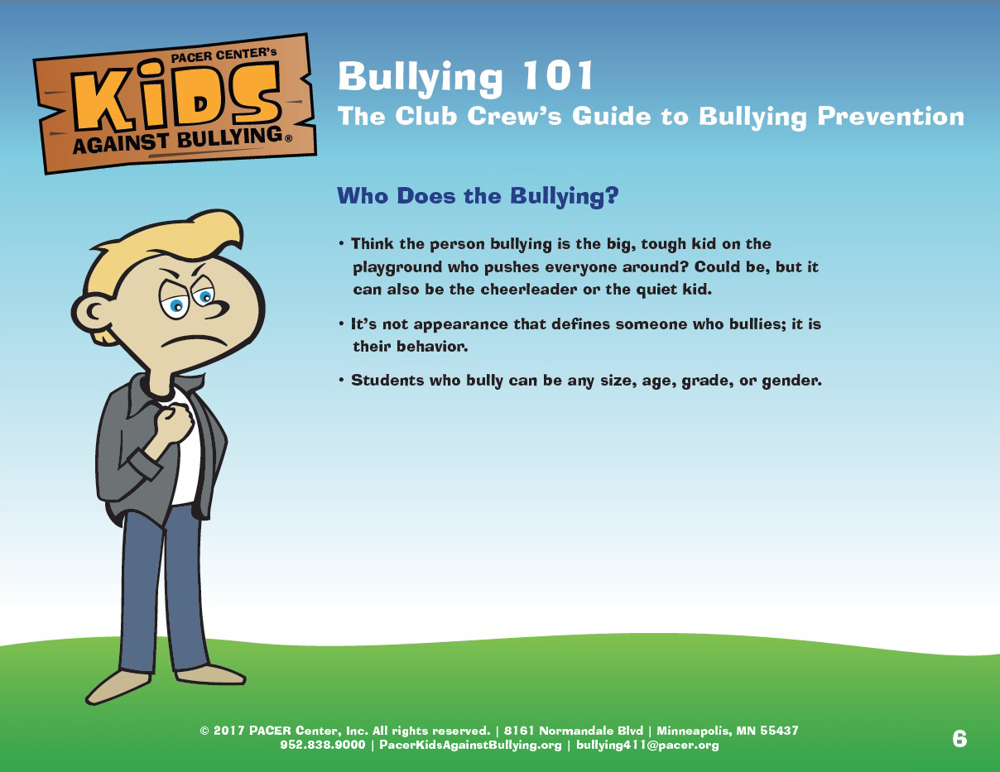 PACER CENTER's
KiDS
AGAINST BULLYING®
Bullying 101
The Club Crew's Guide to Bullying Prevention
Who Does the Bullying?
• Think the person bullying is the big, tough kid on the
playground who pushes everyone around? Could be, but it
can also be the cheerleader or the quiet kid.
• It's not appearance that defines someone who bullies; it is
their behavior.
• Students who bully can be any size, age, grade, or gender.
© 2017 PACER Center, Inc. All rights reserved. | 8161 Normandale Blvd | Minneapolis, MN 55437
952.838.9000 | PacerKidsAgainstBullying.org | bullying411@pacer.org
6